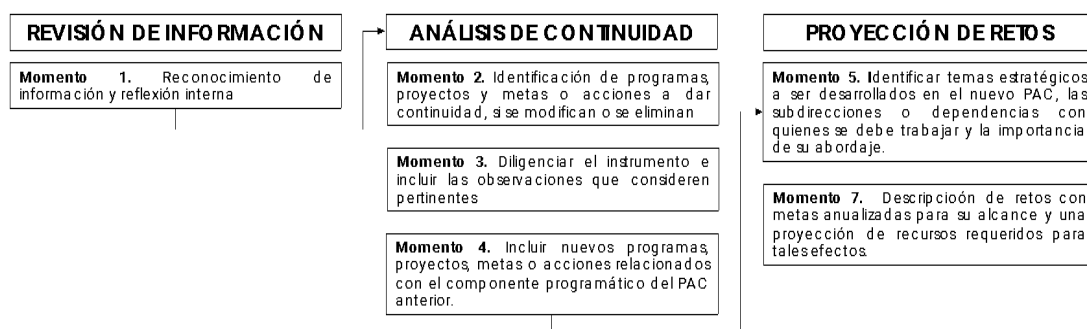 REVISIÓN DE INFORMACIÓN
Momento 1. Reconocimiento de
información y reflexión interna
ANÁLISIS DE CONTINUIDAD
Momento 2. Identificación de programas,
proyectos y metas o acciones a dar
continuidad, si se modifican o se eliminan
Momento 3. Diligenciar el instrumento e
incluir las observaciones que consideren
pertinentes
Momento 4. Incluir nuevos programas,
proyectos, metas o acciones relacionados
con el componente programático del PAC
anterior.
PROYECCIÓN DE RETOS
Momento 5. Identificar temas estratégicos
a ser desarrollados en el nuevo PAC, las
subdirecciones o dependencias con
quienes se debe trabajar y la importancia
de su abordaje.
Momento 7. Descripcióión de retos con
metas anualizadas para su alcance y una
proyección de recursos requeridos para
tales efectos.